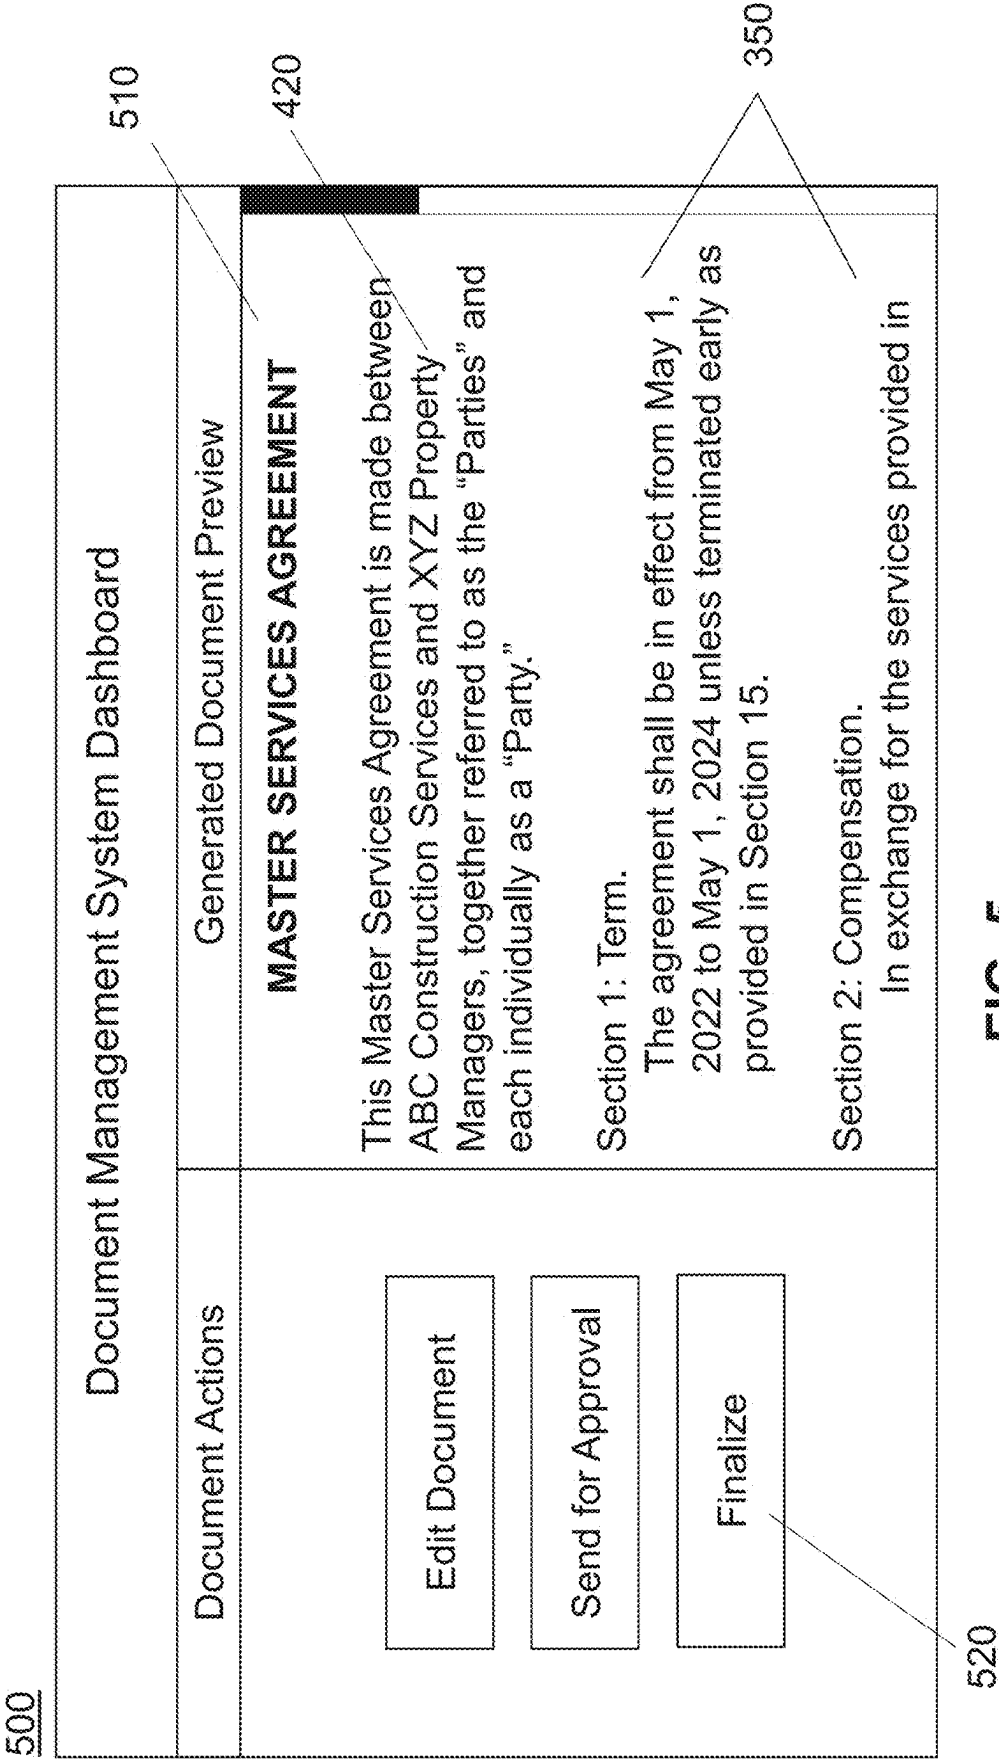 500
Document Management System Dashboard
Document Actions
Edit Document
Send for Approval
Finalize
520
Generated Document Preview
510
MASTER SERVICES AGREEMENT
420
This Master Services Agreement is made between
ABC Construction Services and XYZ Property
Managers, together referred to as the “Parties” and
each individually as a “Party.”
350
Section 1: Term.
The agreement shall be in effect from May 1,
2022 to May 1, 2024 unless terminated early as
provided in Section 15.
Section 2: Compensation.
In exchange for the services provided in